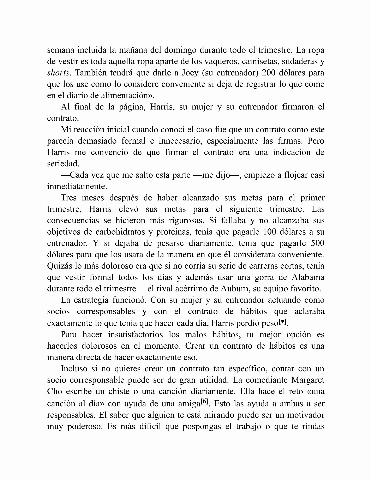 semana incluida la mañana del domingo durante todo el trimestre. La ropa
de vestir es toda aquella ropa aparte de los vaqueros, camisetas, sudaderas y
shorts. También tendrá que darle a Joey (su entrenador) 200 dólares para
que los use como lo considere conveniente si deja de registrar lo que come
en el diario de alimentación».
Al final de la página, Harris, su mujer y su entrenador firmaron el
contrato.
Mi reacción inicial cuando conocí el caso fue que un contrato como este
parecía demasiado formal e innecesario, especialmente las firmas. Pero
Harris me convenció de que firmar el contrato era una indicación de
seriedad.
—Cada vez que me salto esta parte —me dijo—, empiezo a flojear casi
inmediatamente.
Tres meses después de haber alcanzado sus metas para el primer
trimestre, Harris elevó sus metas para el siguiente trimestre. Las
consecuencias se hicieron más rigurosas. Si fallaba y no alcanzaba sus
objetivos de carbohidratos y proteínas, tenía que pagarle 100 dólares a su
entrenador. Y si dejaba de pesarse diariamente, tenía que pagarle 500
dólares para que los usara de la manera en que él considerara conveniente.
Quizás lo más doloroso era que si no corría su serie de carreras cortas, tenía
que vestir formal todos los días y además usar una gorra de Alabama
durante todo el trimestre — el rival acérrimo de Auburn, su equipo favorito.
La estrategia funcionó. Con su mujer y su entrenador actuando como
socios corresponsables y con el contrato de hábitos que aclaraba
exactamente lo que tenía que hacer cada día, Harris perdió peso[*].
Para hacer insatisfactorios los malos hábitos, tu mejor opción es
hacerlos dolorosos en el momento. Crear un contrato de hábitos es una
manera directa de hacer exactamente eso.
Incluso si no quieres crear un contrato tan específico, contar con un
socio corresponsable puede ser de gran utilidad. La comediante Margaret
Cho escribe un chiste o una canción diariamente. Ella hace el reto «una
canción al día» con ayuda de una amiga[6]. Esto las ayuda a ambas a ser
responsables. El saber que alguien te está mirando puede ser un motivador
muy poderoso. Es más difícil que pospongas el trabajo o que te rindas